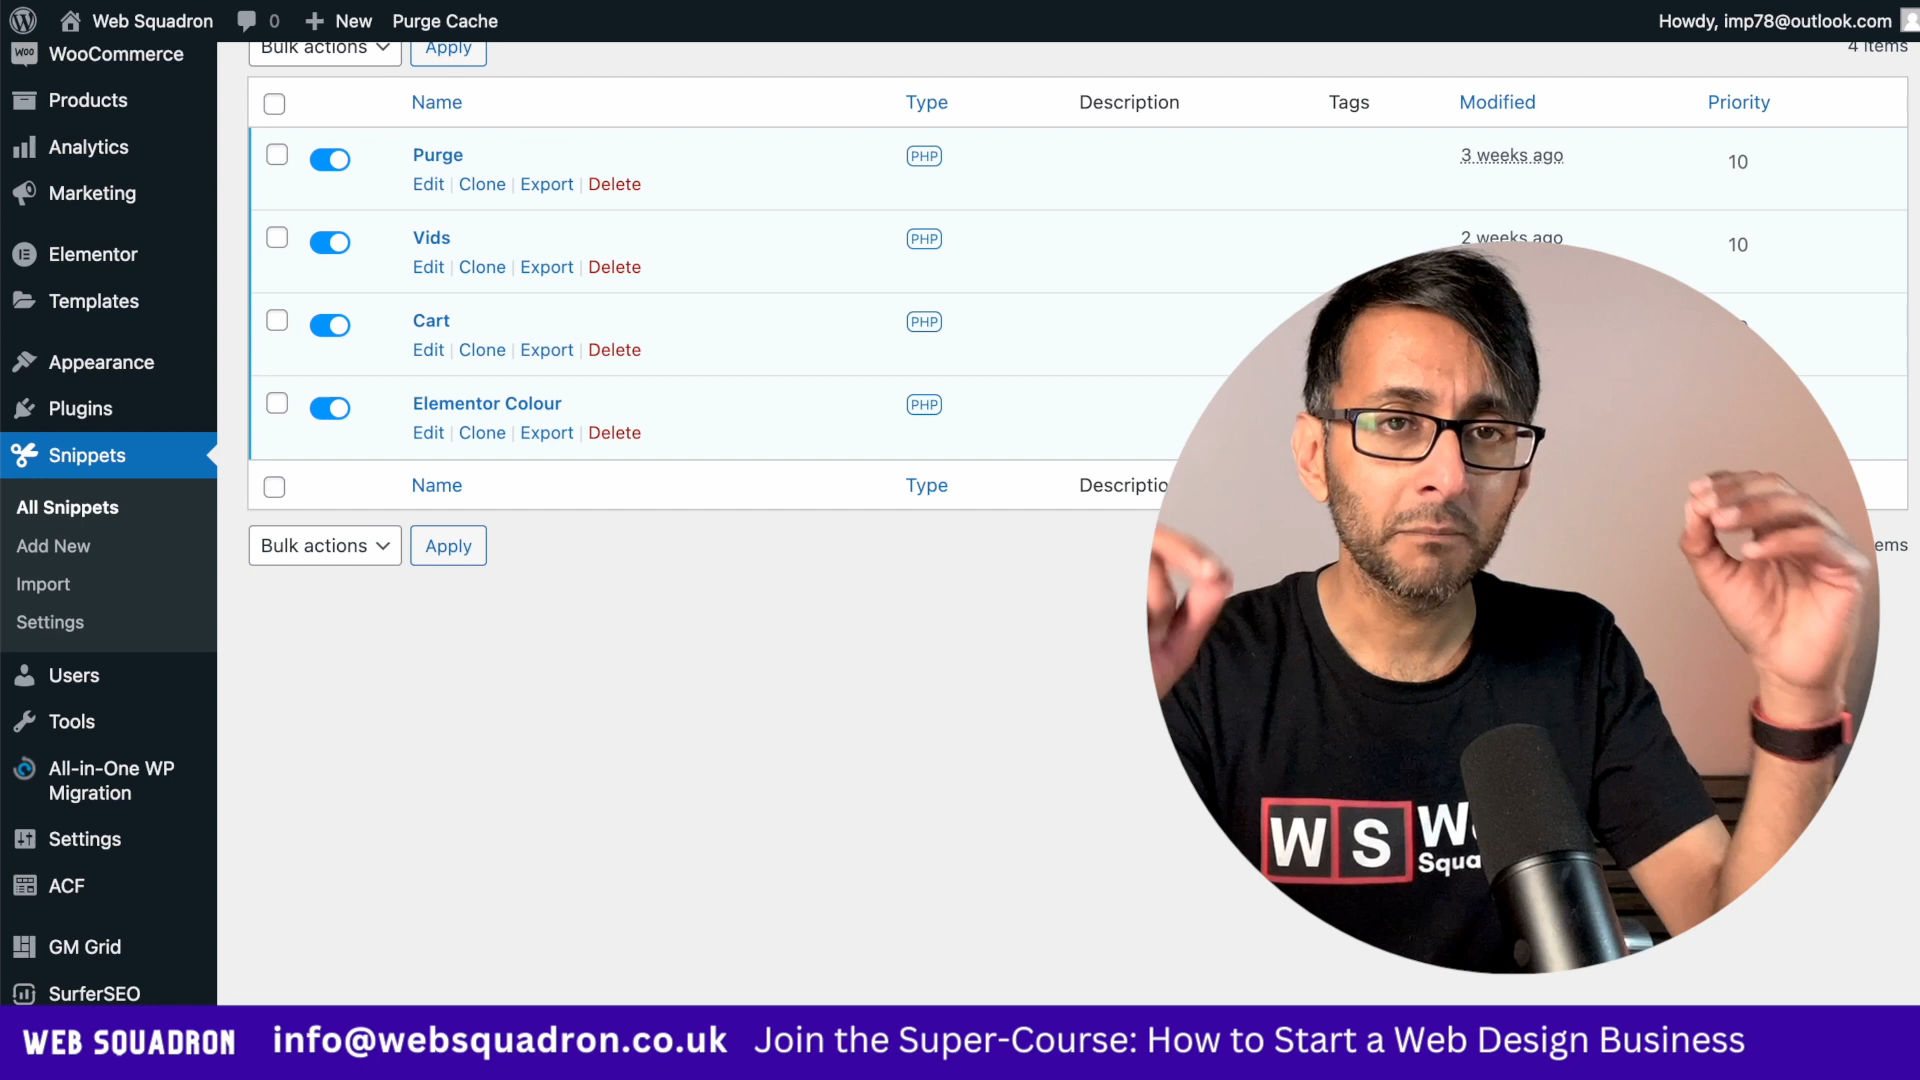 Web Squadron 0 New Purge Cache Howdy, imp78@outlook.com
WooCommerce
Products
Analytics
Marketing
Elementor
Templates
Appearance
Plugins
Snippets
All Snippets
Add New
Import
Settings
Users
Tools
All-in-One WP
Migration
Settings
ACF
GM Grid
SurferSEO
Bulk actions Apply 4 items
Name Type Description Tags Modified Priority
Purge PHP 3 weeks ago 10
Edit | Clone | Export | Delete
Vids PHP 2 weeks ago 10
Edit | Clone | Export | Delete
Cart PHP
Edit | Clone | Export | Delete
Elementor Colour PHP
Edit | Clone | Export | Delete
Name Type Descriptio
Bulk actions Apply ems
WS We
Squa
WEB SQUADRON info@websquadron.co.uk Join the Super-Course: How to Start a Web Design Business